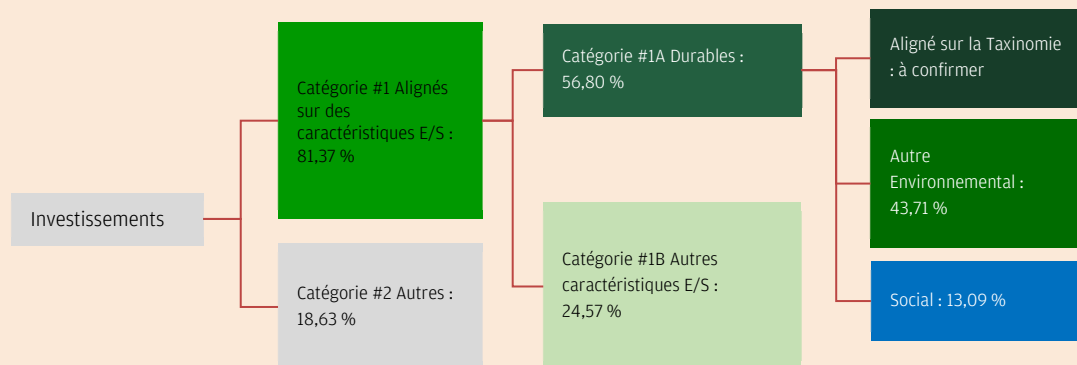 Investissements
Catégorie #1 Alignés
sur des
caractéristiques E/S :
81,37 %
Catégorie #2 Autres :
18,63 %
Catégorie #1A Durables :
56,80 %
Catégorie #1B Autres
caractéristiques E/S :
24,57 %
Aligné sur la Taxinomie
: à confirmer
Autre
Environnemental :
43,71 %
Social : 13,09 %